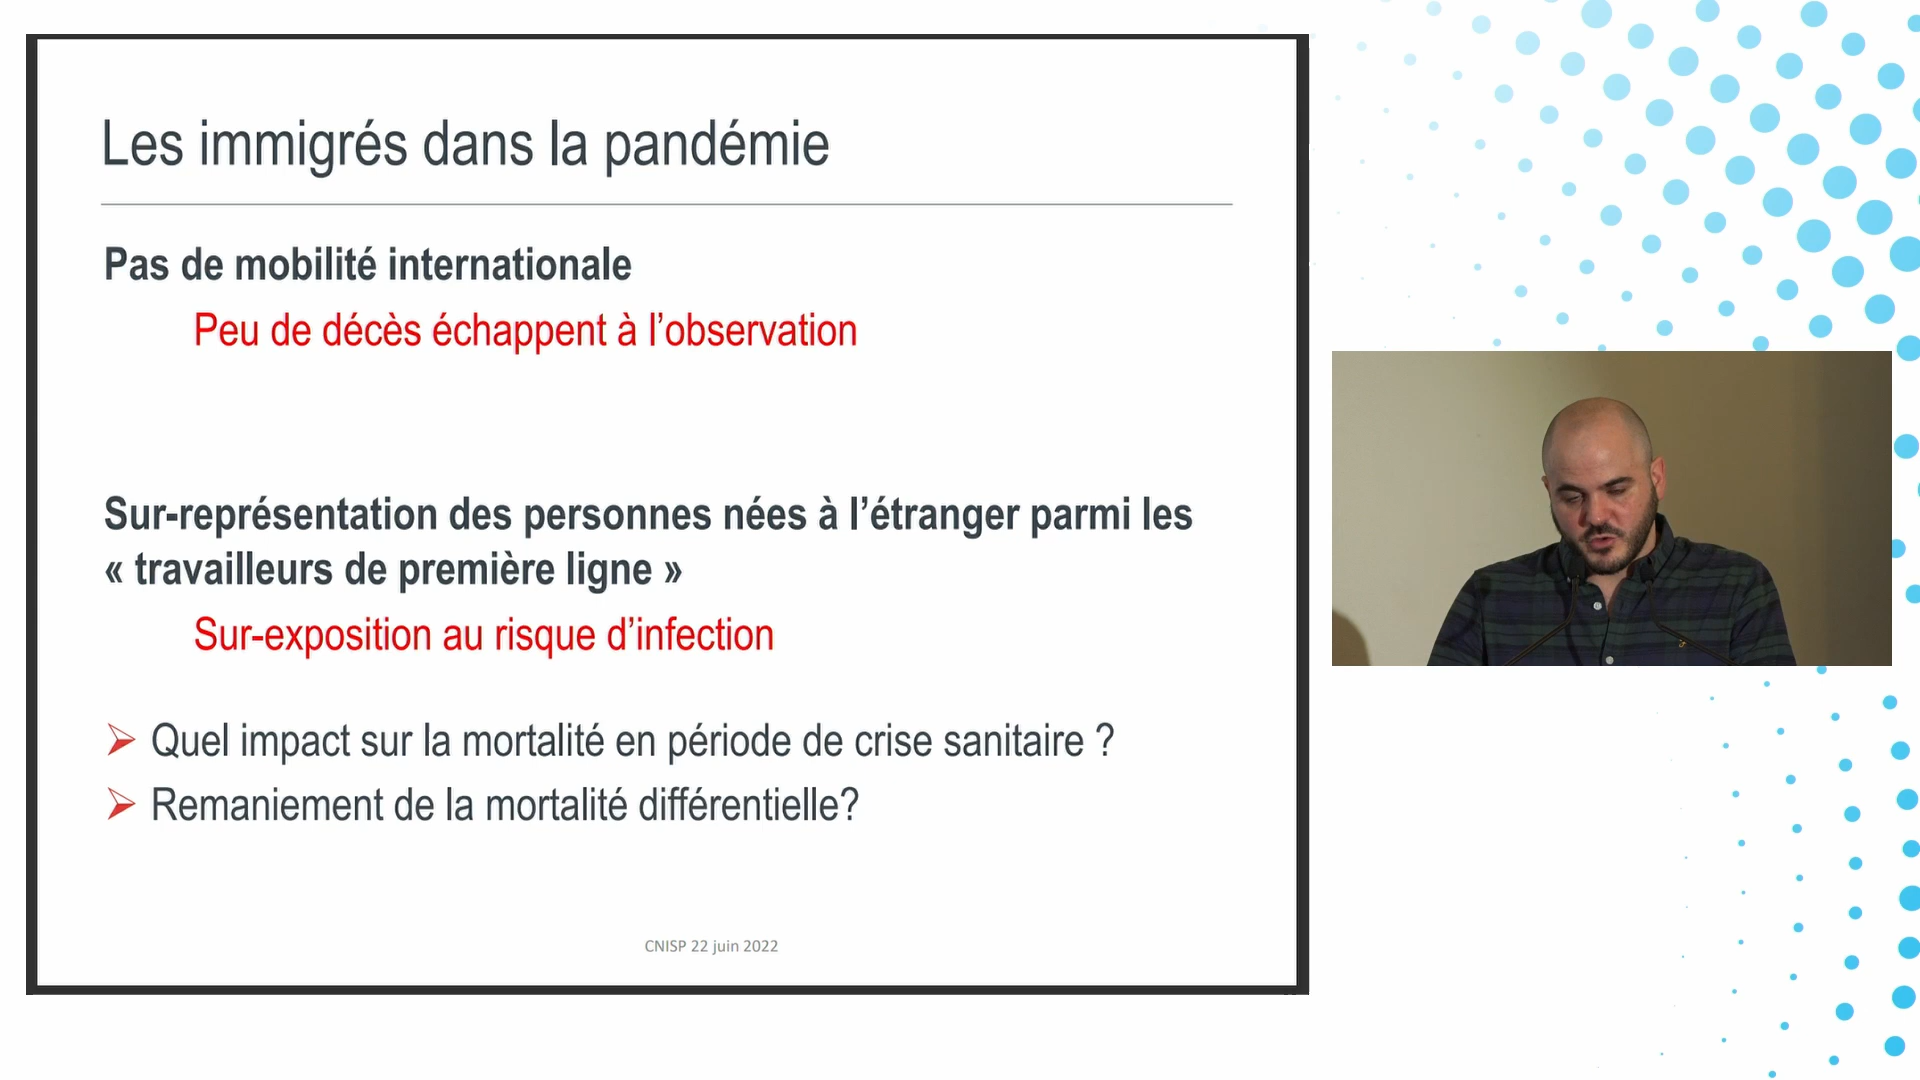 Les immigrés dans la pandémie
Pas de mobilité internationale
Peu de décès échappent à l’observation
Sur-représentation des personnes nées à l’étranger parmi les
« travailleurs de première ligne »
Sur-exposition au risque d’infection
Quel impact sur la mortalité en période de crise sanitaire ?
Remaniement de la mortalité différentielle?
CNISP 22 juin 2022